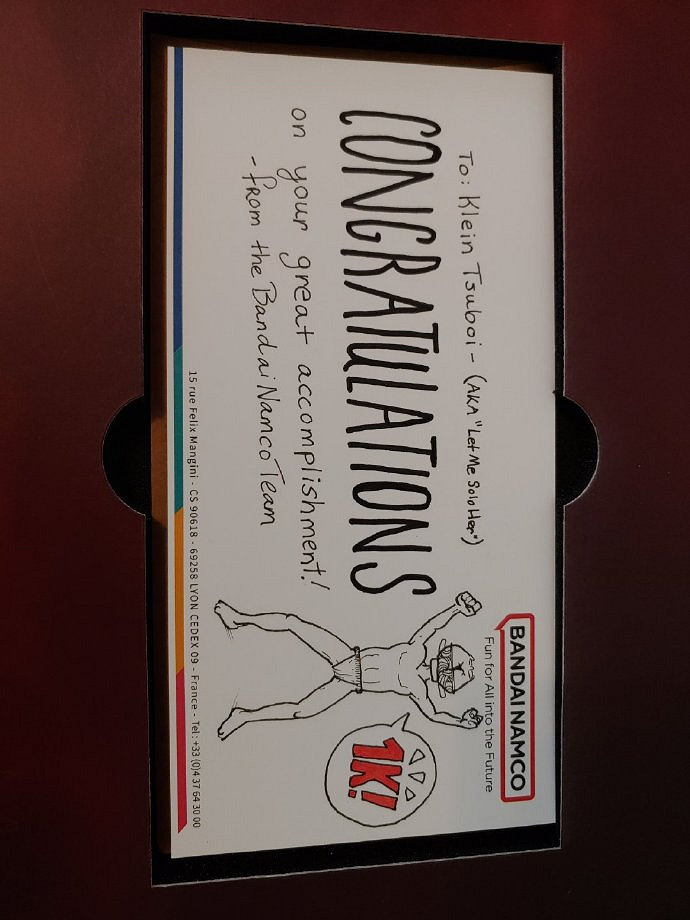 BANDAI NAMCO
Fun for All into the Future
To: Klein Tsuboi - (AKA "Let Me Solo Her")
CONGRATULATIONS
on your great accomplishment!
- from the Bandai Namco Team
1K!
15 rue Felix Mangini - CS 90618 - 69258 LYON CEDEX 09 - France - Tel: +33 (0)4 37 64 30 00